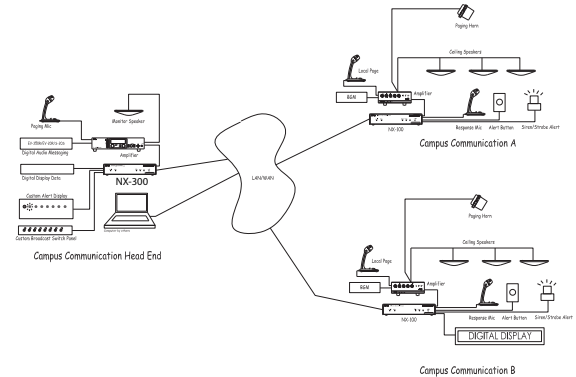 Paging Mic
Monitor Speaker
Amplifier
Digital Audio Messaging
Digital Display Data
NX-300
Custom Alert Display
Custom Broadcast Switch Panel
Campus Communication Head End
LAN/WAN
Paging Horn
Ceiling Speakers
Local Page
BGM
Amplifier
NX-100
Response Mic
Alert Button
Siren/Strobe Alert
Campus Communication A
Paging Horn
Ceiling Speakers
Local Page
BGM
Amplifier
NX-100
Response Mic
Alert Button
Siren/Strobe Alert
DIGITAL DISPLAY
Campus Communication B